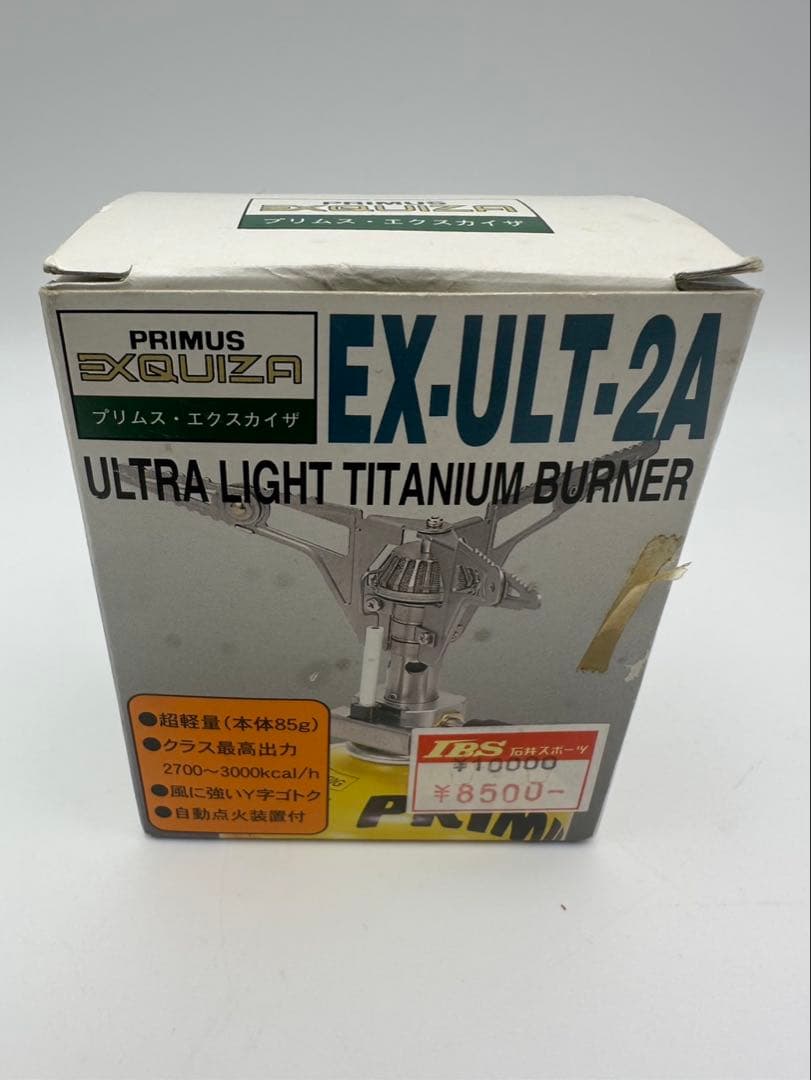 PRIMUS
EXQUIZA
プリムス・エクスカイザ
PRIMUS
EXQUIZA
プリムス・エクスカイザ
EX-ULT-2A
ULTRA LIGHT TITANIUM BURNER
●超軽量(本体85g)
●クラス最高出力
2700〜3000kcal/h
●風に強いY字ゴトク
●自動点火装置付
IBS 石井スポーツ
¥10000
¥8500-
PRIM